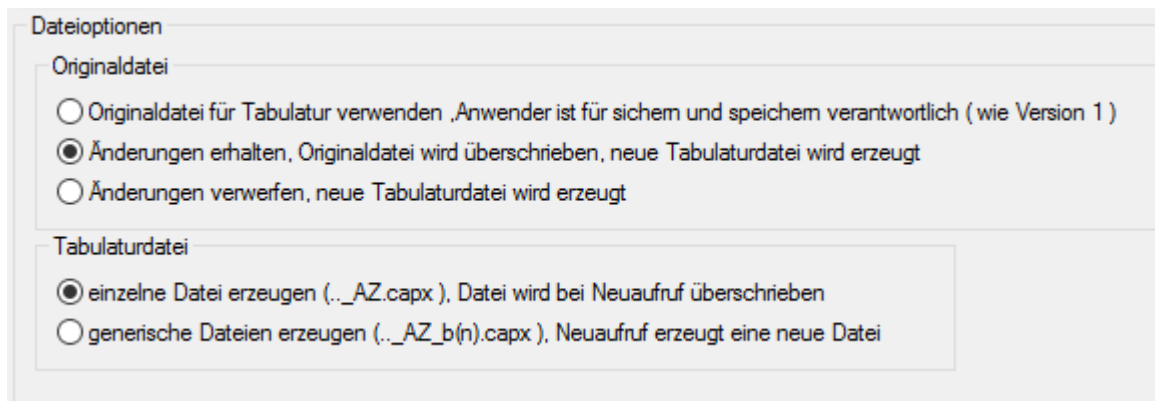 Dateioptionen
Originaldatei
Originaldatei für Tabulatur verwenden ,Anwender ist für sichern und speichern verantwortlich ( wie Version 1 )
Änderungen erhalten, Originaldatei wird überschrieben, neue Tabulaturdatei wird erzeugt
Änderungen verwerfen, neue Tabulaturdatei wird erzeugt
Tabulaturdatei
einzelne Datei erzeugen (.._AZ.capx ), Datei wird bei Neuaufruf überschrieben
generische Dateien erzeugen (.._AZ_b(n).capx ), Neuaufruf erzeugt eine neue Datei